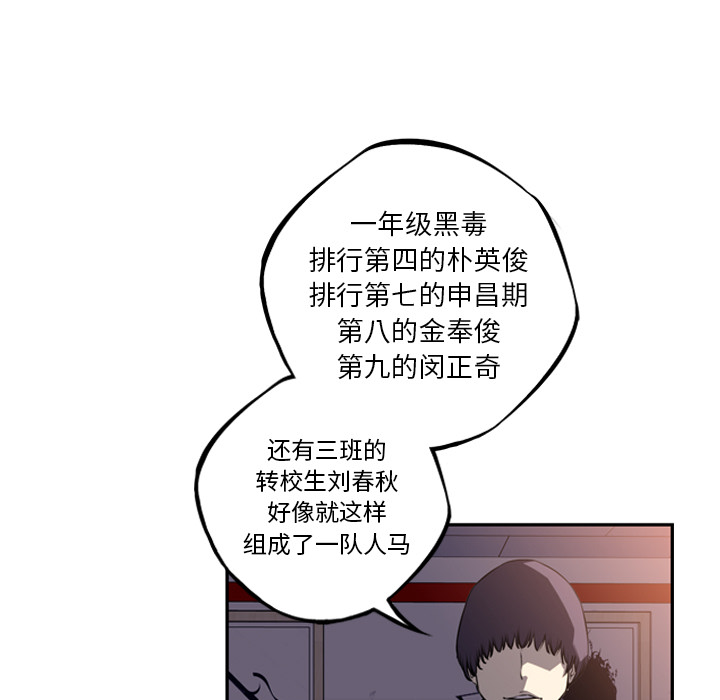 一年级黑毒
排行第四的朴英俊
排行第七的申昌期
第八的金奉俊
第九的闵正奇
还有三班的
转校生刘春秋
好像就这样
组成了一队人马